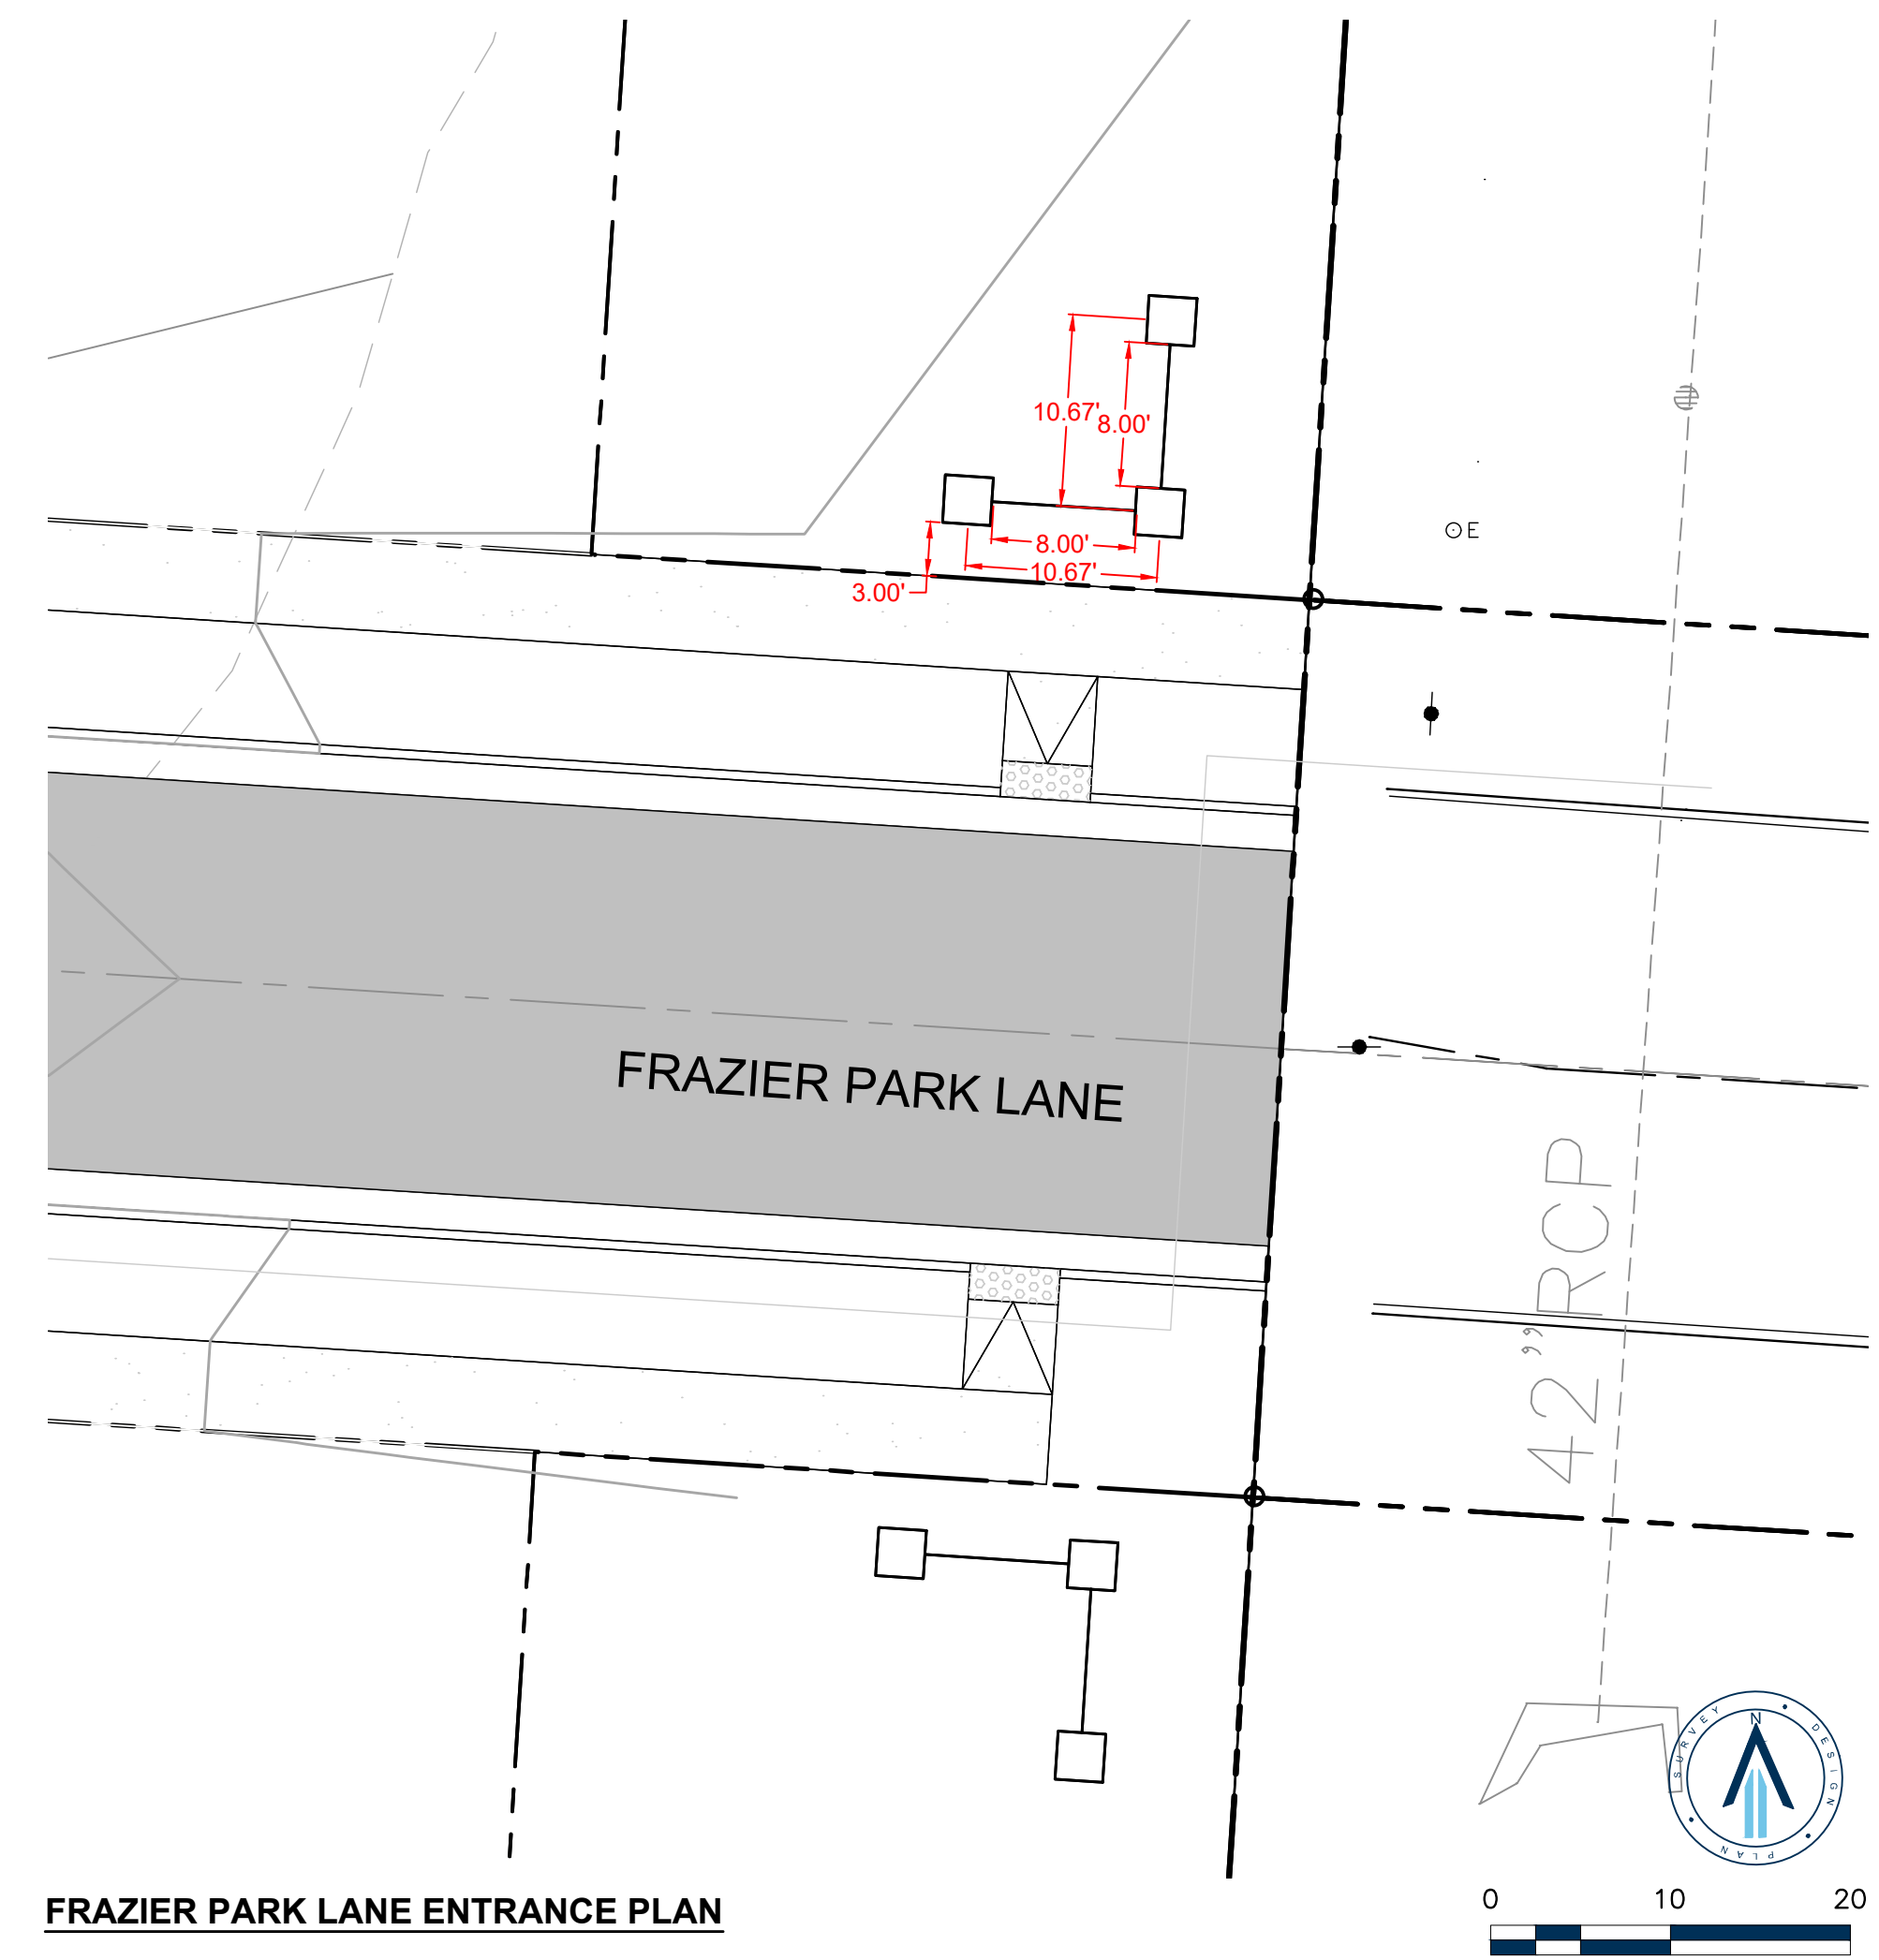 10.67'
8.00'
8.00'
10.67'
3.00'
E
FRAZIER PARK LANE
42'' RCP
N
SURVEY • DESIGN • PLAN •
FRAZIER PARK LANE ENTRANCE PLAN
0 10 20